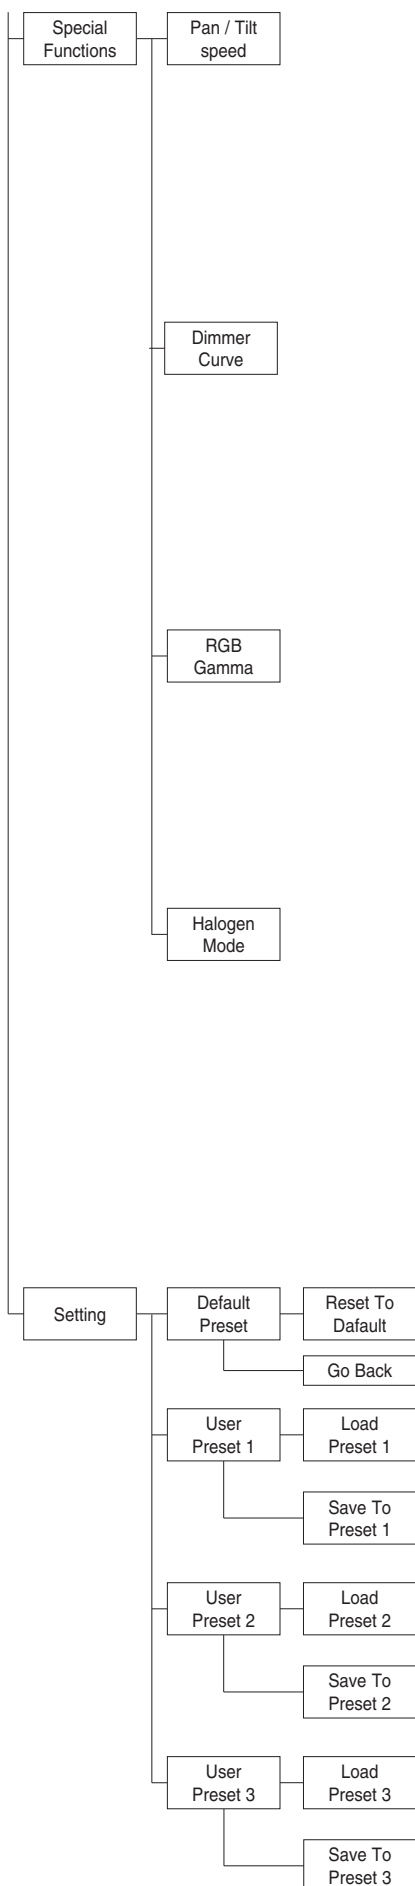 Special
Functions
Pan / Tilt
speed
Dimmer
Curve
RGB
Gamma
Halogen
Mode
Setting
Default
Preset
Reset To
Dafault
Go Back
User
Preset 1
Load
Preset 1
Save To
Preset 1
User
Preset 2
Load
Preset 2
Save To
Preset 2
User
Preset 3
Load
Preset 3
Save To
Preset 3